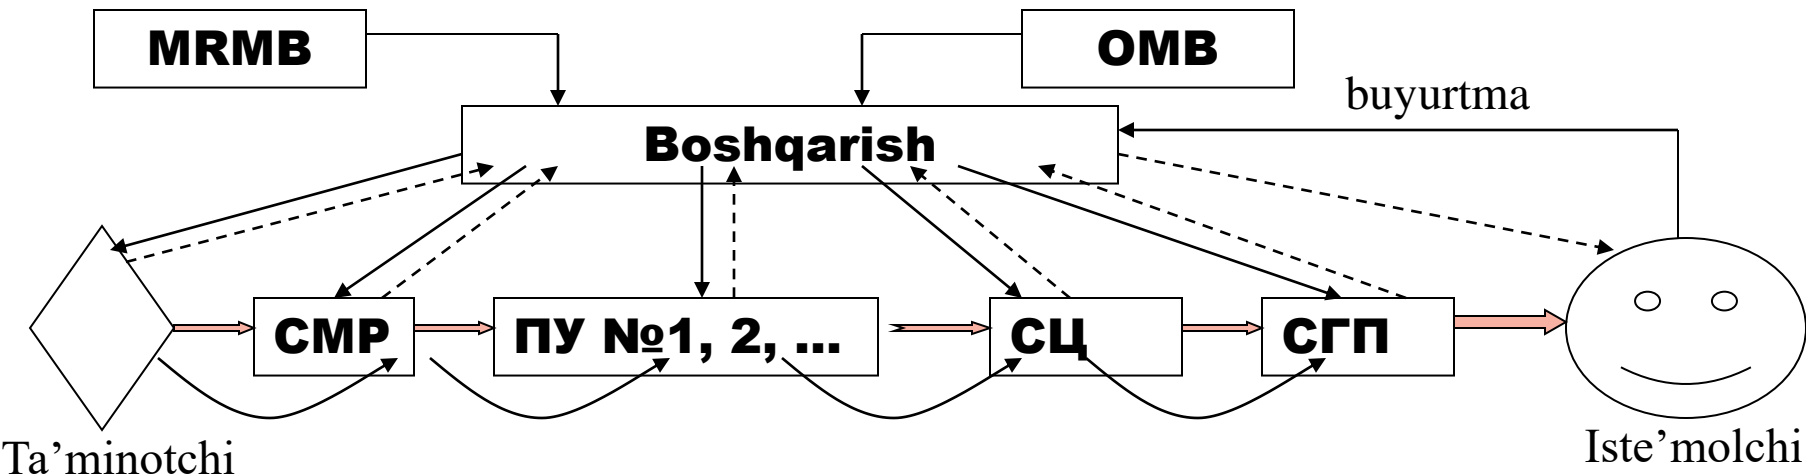 MRMB
OMB
buyurtma
Boshqarish
СМР
ПУ №1, 2, ...
СЦ
СГП
Ta’minotchi
Iste’molchi